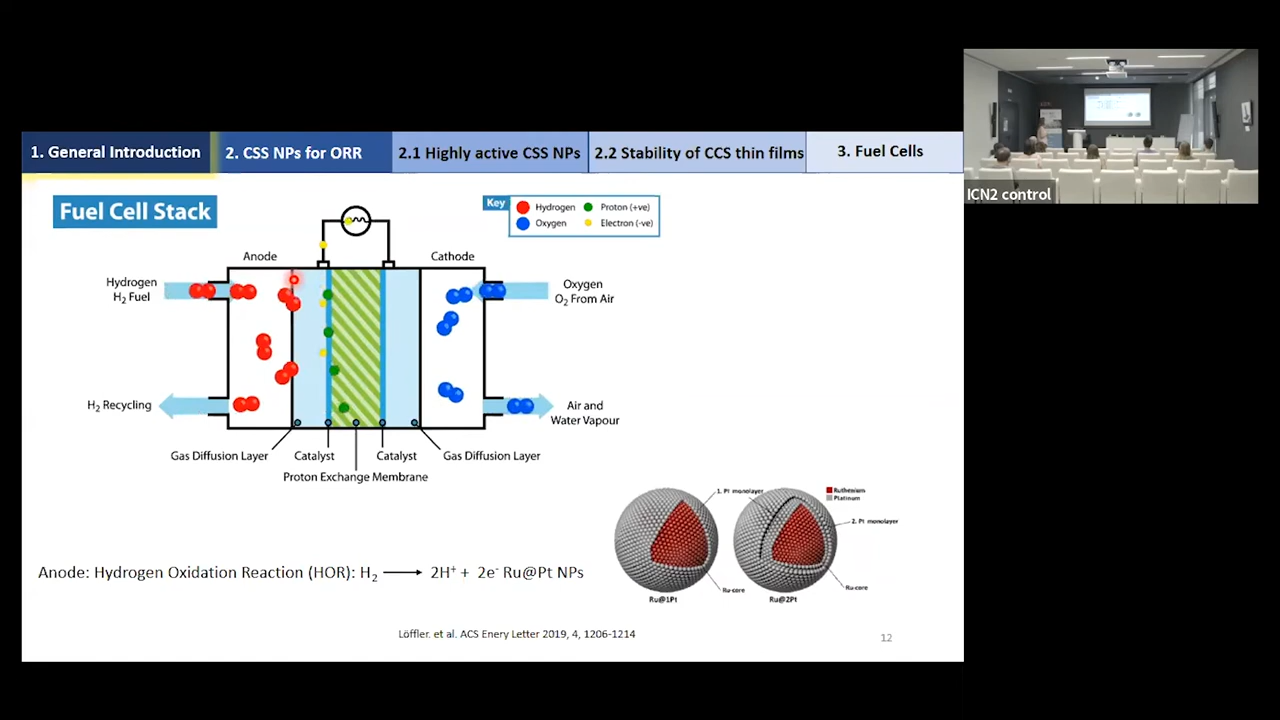 1. General Introduction
2. CSS NPs for ORR
2.1 Highly active CSS NPs
2.2 Stability of CCS thin films
3. Fuel Cells
ICN2 control
Fuel Cell Stack
Key
Hydrogen
Proton (+ve)
Oxygen
Electron (-ve)
Anode
Cathode
Hydrogen
H₂ Fuel
Oxygen
O₂ From Air
H₂ Recycling
Air and
Water Vapour
Gas Diffusion Layer
Catalyst
Catalyst
Gas Diffusion Layer
Proton Exchange Membrane
1. Pt monolayer
Ruthenium
Platinum
2. Pt monolayer
Ru-core
Ru-core
Ru@1Pt
Ru@2Pt
Anode: Hydrogen Oxidation Reaction (HOR): H₂ ⟶ 2H⁺ + 2e⁻ Ru@Pt NPs
Löffler. et al. ACS Enery Letter 2019, 4, 1206-1214
12